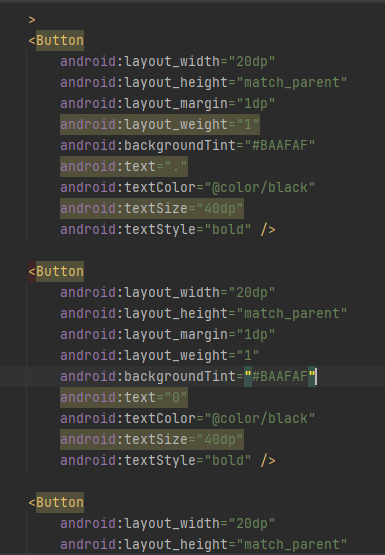 >
<Button
android:layout_width="20dp"
android:layout_height="match_parent"
android:layout_margin="1dp"
android:layout_weight="1"
android:backgroundTint="#BAAFAF"
android:text="."
android:textColor="@color/black"
android:textSize="40dp"
android:textStyle="bold" />
<Button
android:layout_width="20dp"
android:layout_height="match_parent"
android:layout_margin="1dp"
android:layout_weight="1"
android:backgroundTint="#BAAFAF"
android:text="0"
android:textColor="@color/black"
android:textSize="40dp"
android:textStyle="bold" />
<Button
android:layout_width="20dp"
android:layout_height="match_parent"